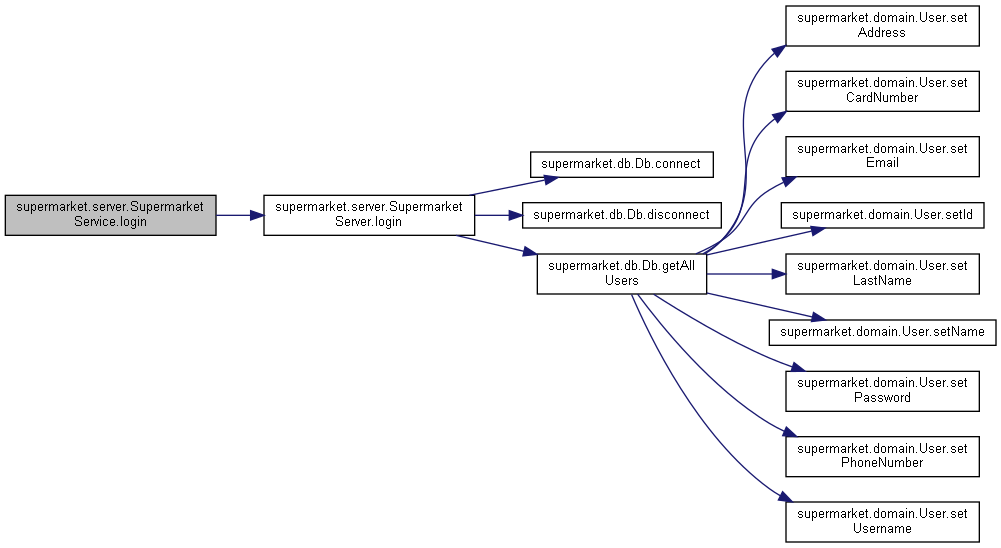 supermarket.server.Supermarket
Service.login
supermarket.server.Supermarket
Server.login
supermarket.db.Db.connect
supermarket.db.Db.disconnect
supermarket.db.Db.getAll
Users
supermarket.domain.User.set
Address
supermarket.domain.User.set
CardNumber
supermarket.domain.User.set
Email
supermarket.domain.User.setId
supermarket.domain.User.set
LastName
supermarket.domain.User.setName
supermarket.domain.User.set
Password
supermarket.domain.User.set
PhoneNumber
supermarket.domain.User.set
Username